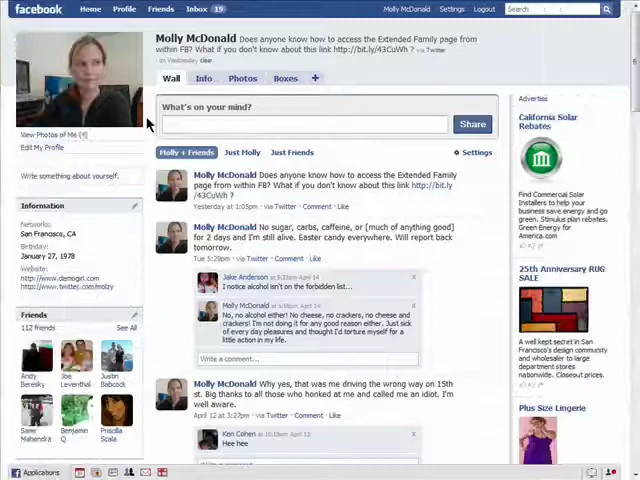 facebook Home Profile Friends Inbox 19 Molly McDonald Settings Logout Search
Molly McDonald Does anyone know how to access the Extended Family page from
within FB? What if you don't know about this link http://bit.ly/43CuWh ? via Twitter
- on Wednesday clear
Wall Info Photos Boxes +
What's on your mind?
Share
View Photos of Me
Edit My Profile
Write something about yourself.
Information
Networks:
San Francisco, CA
Birthday:
January 27, 1978
Website:
http://www.demogirl.com
http://www.twitter.com/molzy
Friends
112 friends See All
Andy
Beresky
Joe
Leventhal
Justin
Babcock
Samir
Mahendra
Benjamin
Q
Priscilla
Scala
Molly + Friends Just Molly Just Friends Settings
Molly McDonald Does anyone know how to access the Extended Family
page from within FB? What if you don't know about this link http://bit.ly
/43CuWh ?
Yesterday at 1:05pm · via Twitter · Comment · Like
Molly McDonald No sugar, carbs, caffeine, or [much of anything good]
for 2 days and I'm still alive. Easter candy everywhere. Will report back
tomorrow.
Tue 5:29pm · via Twitter · Comment · Like
Jake Anderson at April 14
I notice alcohol isn't on the forbidden list...
Molly McDonald at April 14
No, no alcohol either! No cheese, no crackers, no cheese and
crackers! I'm not doing it for any good reason either. Just sick
of every day pleasures and thought I'd torture myself for a
little action in my life.
Write a comment...
Molly McDonald Why yes, that was me driving the wrong way on 15th
st. Big thanks to all those who honked at me and called me an idiot. I'm
well aware.
April 12 at 3:27pm · via Twitter · Comment · Like
Ken Cohen at April 12
Hee hee
Advertise
California Solar
Rebates
Find Commercial Solar
Installers to help your
business save energy and go
green. Stimulus plan rebates.
Green Energy for
America.com
25th Anniversary RUG
SALE
A well kept secret in San
Francisco's design community
and wholesaler to large
department stores
nationwide. Closeout prices.
Plus Size Lingerie
Applications